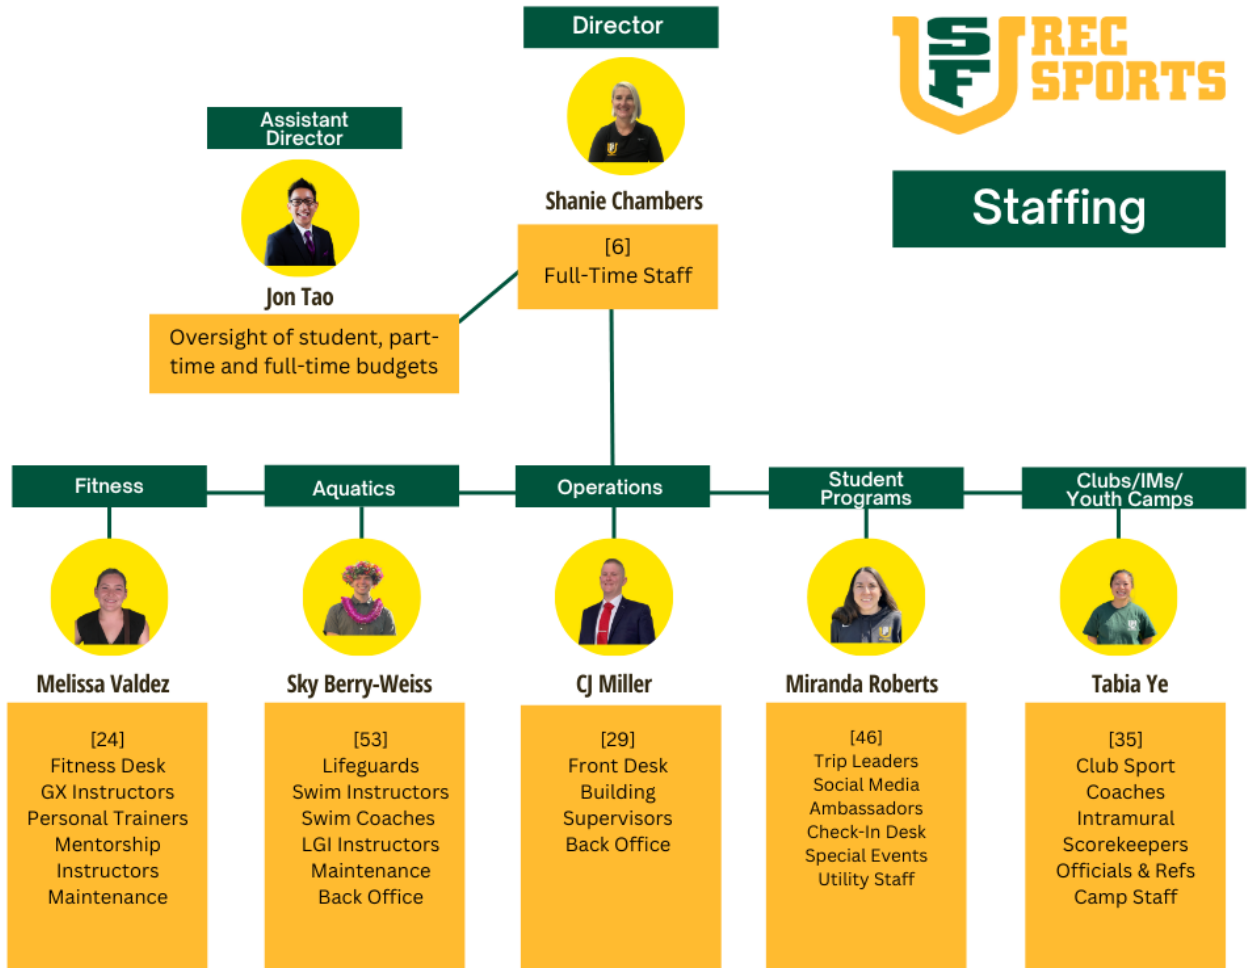 Director
SF REC
SPORTS
Assistant
Director
Staffing
Shanie Chambers
[6]
Full-Time Staff
Jon Tao
Oversight of student, part-
time and full-time budgets
Fitness
Aquatics
Operations
Student
Programs
Clubs/IMs/
Youth Camps
Melissa Valdez
[24]
Fitness Desk
GX Instructors
Personal Trainers
Mentorship
Instructors
Maintenance
Sky Berry-Weiss
[53]
Lifeguards
Swim Instructors
Swim Coaches
LGI Instructors
Maintenance
Back Office
CJ Miller
[29]
Front Desk
Building
Supervisors
Back Office
Miranda Roberts
[46]
Trip Leaders
Social Media
Ambassadors
Check-In Desk
Special Events
Utility Staff
Tabia Ye
[35]
Club Sport
Coaches
Intramural
Scorekeepers
Officials & Refs
Camp Staff